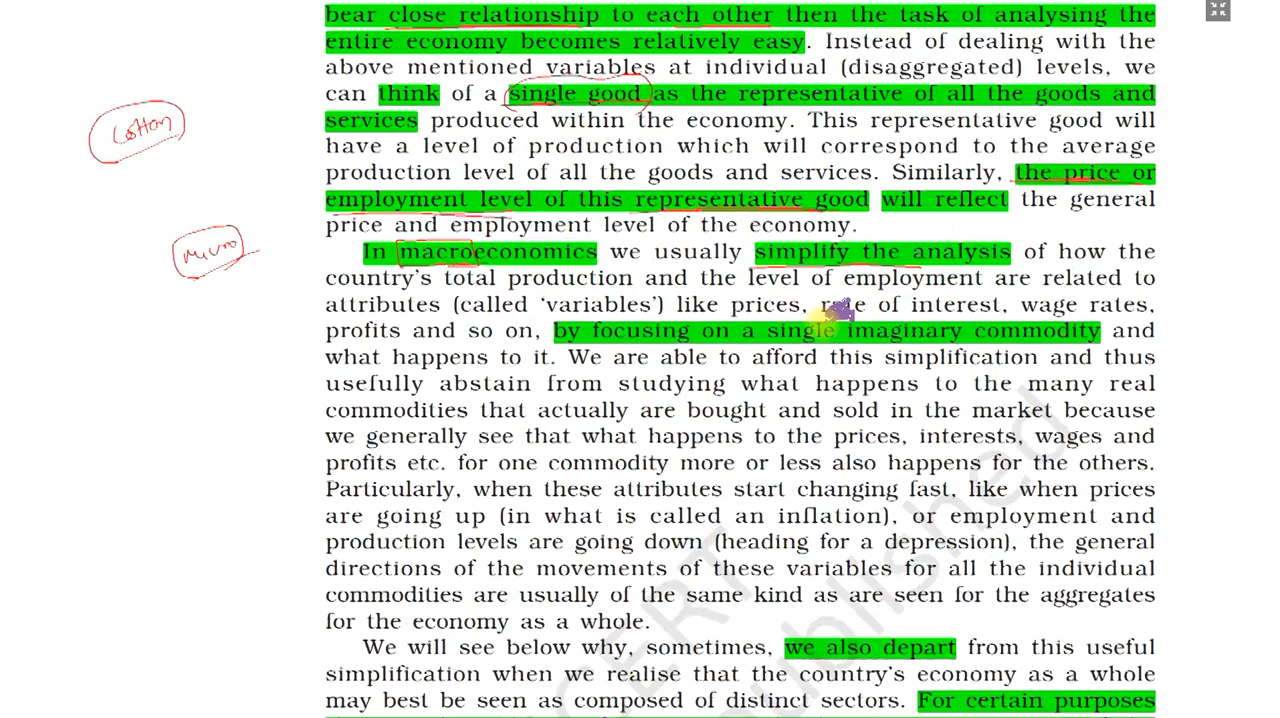 bear close relationship to each other then the task of analysing the
entire economy becomes relatively easy. Instead of dealing with the
above mentioned variables at individual (disaggregated) levels, we
can think of a single good as the representative of all the goods and
services produced within the economy. This representative good will
Cotton
have a level of production which will correspond to the average
production level of all the goods and services. Similarly, the price or
employment level of this representative good will reflect the general
price and employment level of the economy.
In macroeconomics we usually simplify the analysis of how the
micro
country's total production and the level of employment are related to
attributes (called 'variables') like prices, rate of interest, wage rates,
profits and so on, by focusing on a single imaginary commodity and
what happens to it. We are able to afford this simplification and thus
usefully abstain from studying what happens to the many real
commodities that actually are bought and sold in the market because
we generally see that what happens to the prices, interests, wages and
profits etc. for one commodity more or less also happens for the others.
Particularly, when these attributes start changing fast, like when prices
are going up (in what is called an inflation), or employment and
production levels are going down (heading for a depression), the general
directions of the movements of these variables for all the individual
commodities are usually of the same kind as are seen for the aggregates
for the economy as a whole.
We will see below why, sometimes, we also depart from this useful
simplification when we realise that the country's economy as a whole
may best be seen as composed of distinct sectors. For certain purposes